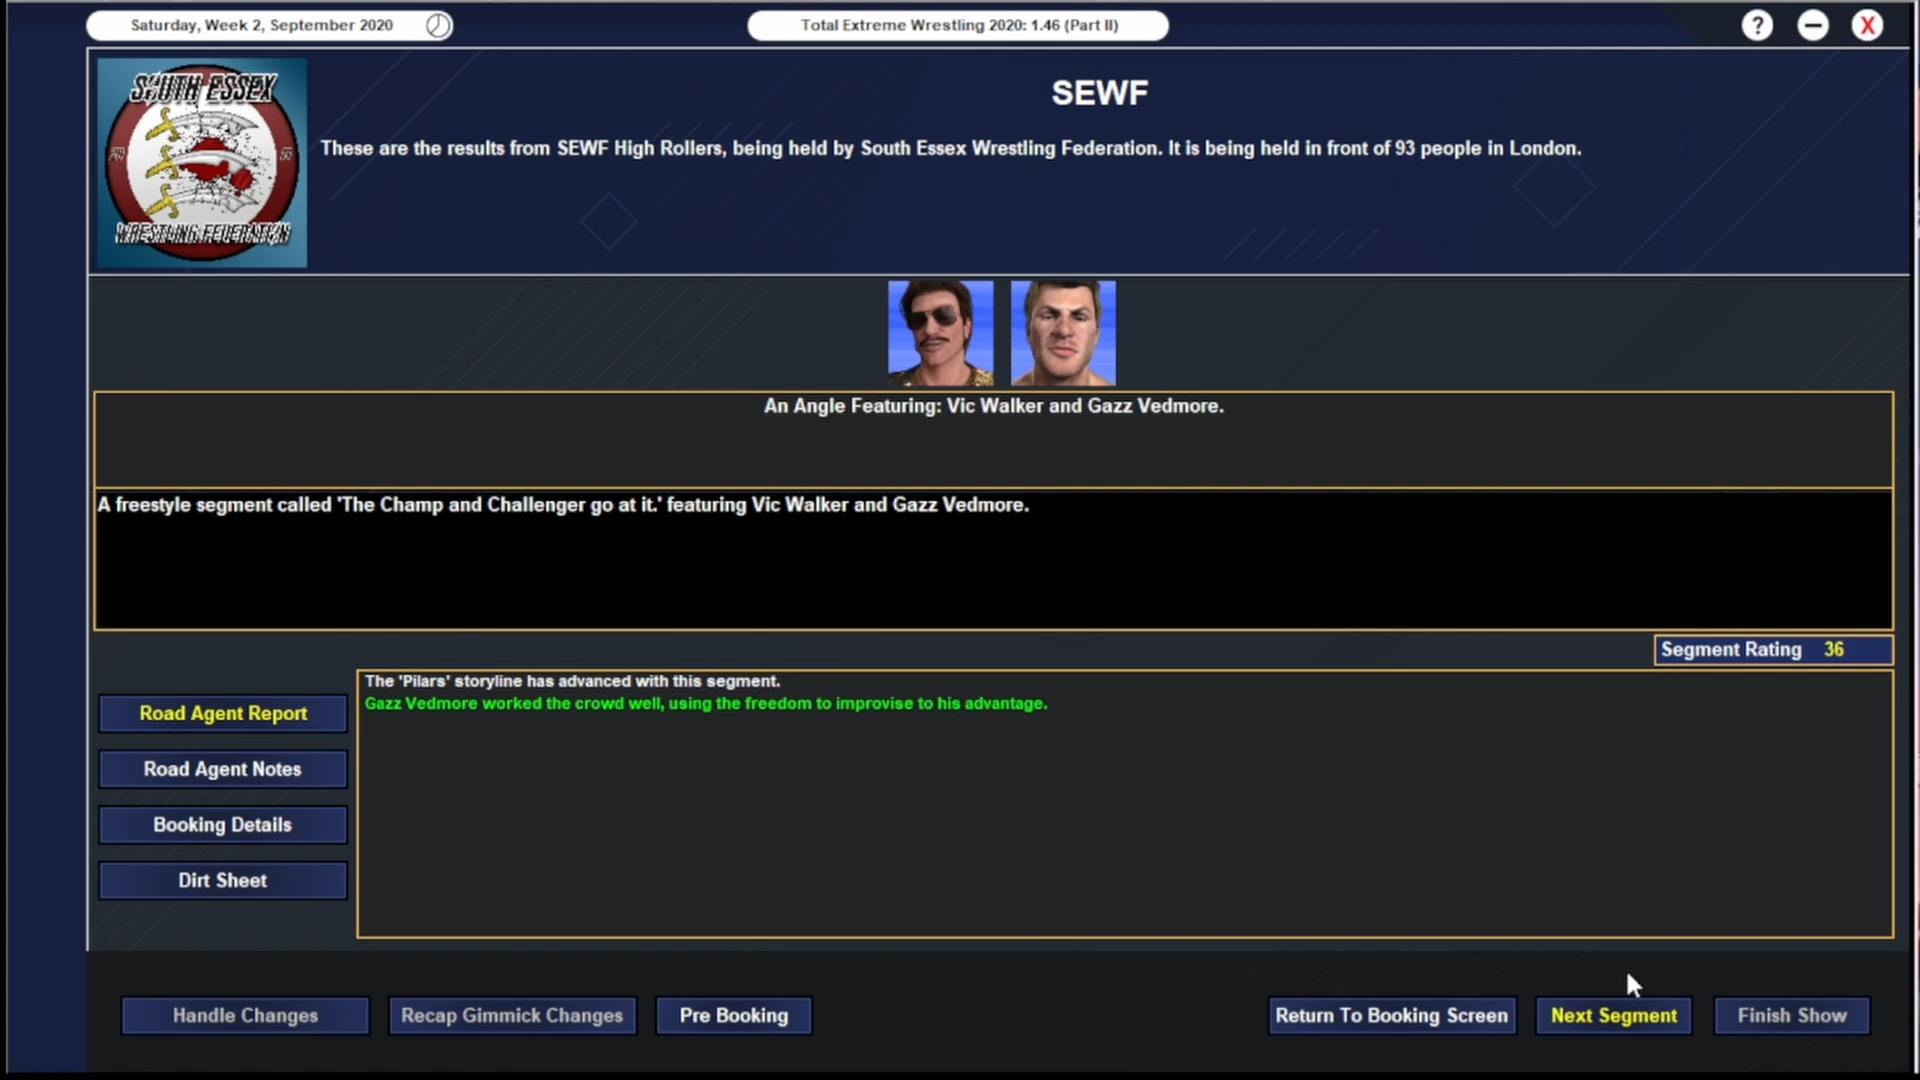 Saturday, Week 2, September 2020
Total Extreme Wrestling 2020: 1.46 (Part II)
?
X
SOUTH ESSEX
WRESTLING FEDERATION
SEWF
These are the results from SEWF High Rollers, being held by South Essex Wrestling Federation. It is being held in front of 93 people in London.
An Angle Featuring: Vic Walker and Gazz Vedmore.
A freestyle segment called 'The Champ and Challenger go at it.' featuring Vic Walker and Gazz Vedmore.
Segment Rating 36
The 'Pilars' storyline has advanced with this segment.
Gazz Vedmore worked the crowd well, using the freedom to improvise to his advantage.
Road Agent Report
Road Agent Notes
Booking Details
Dirt Sheet
Handle Changes
Recap Gimmick Changes
Pre Booking
Return To Booking Screen
Next Segment
Finish Show